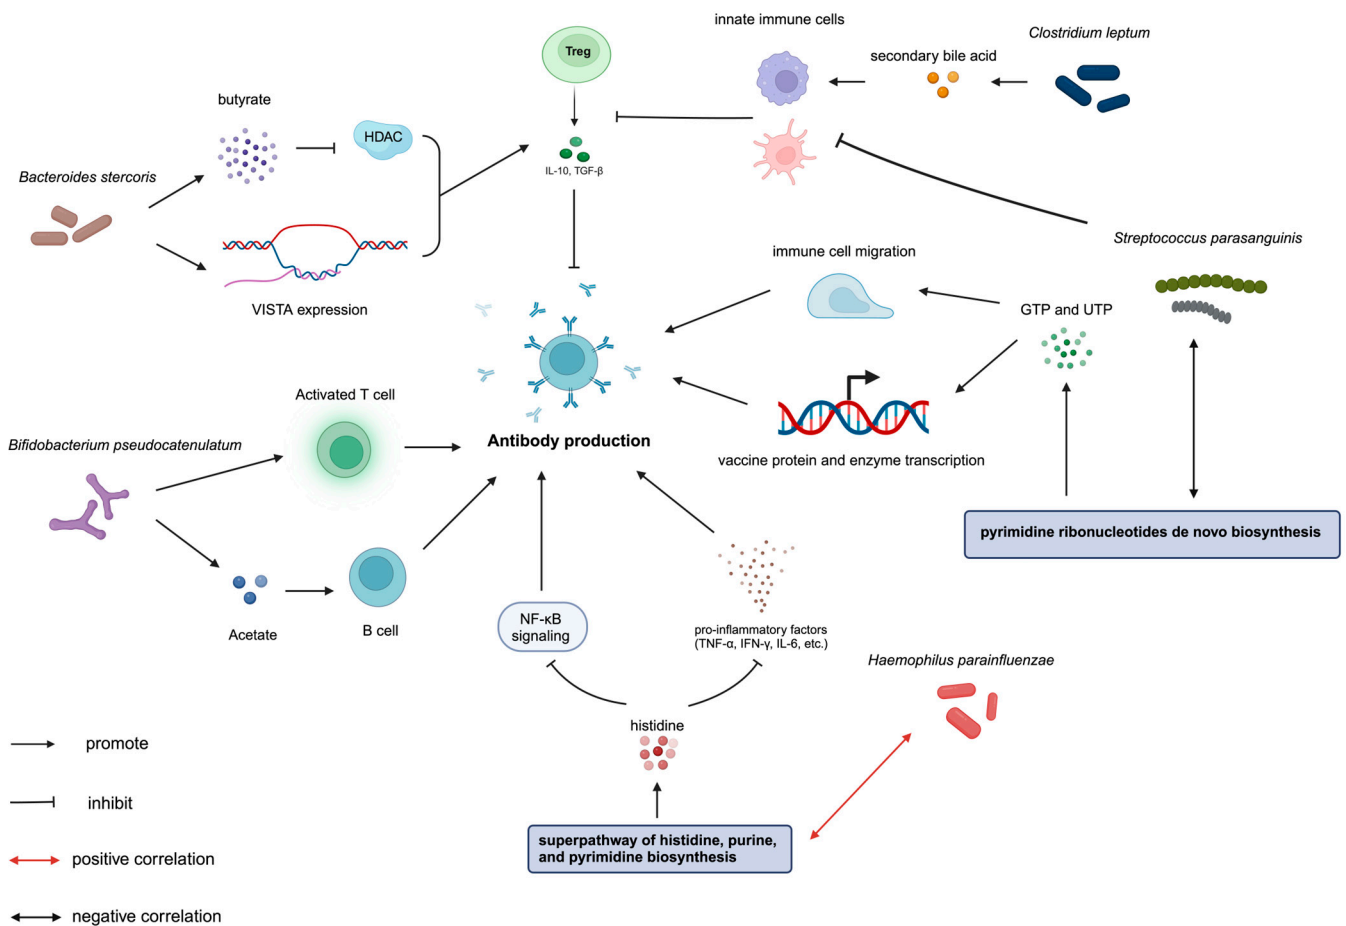 innate immune cells
Clostridium leptum
secondary bile acid
Treg
butyrate
HDAC
IL-10, TGF-β
Bacteroides stercoris
VISTA expression
immune cell migration
Streptococcus parasanguinis
GTP and UTP
Activated T cell
Bifidobacterium pseudocatenulatum
Antibody production
vaccine protein and enzyme transcription
pyrimidine ribonucleotides de novo biosynthesis
Acetate
B cell
NF-κB
signaling
pro-inflammatory factors
(TNF-α, IFN-γ, IL-6, etc.)
Haemophilus parainfluenzae
histidine
superpathway of histidine, purine,
and pyrimidine biosynthesis
promote
inhibit
positive correlation
negative correlation